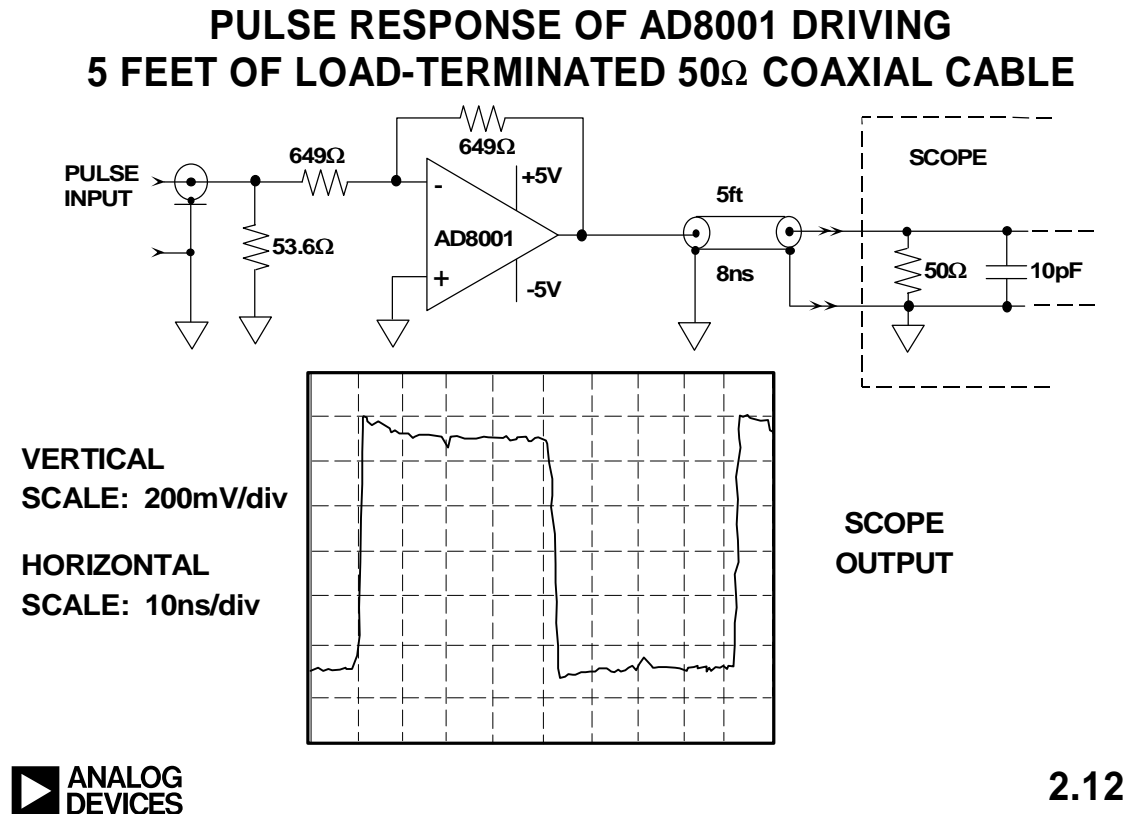 PULSE RESPONSE OF AD8001 DRIVING
5 FEET OF LOAD-TERMINATED 50Ω COAXIAL CABLE
PULSE
INPUT
649Ω
649Ω
53.6Ω
-
+
AD8001
+5V
-5V
5ft
8ns
SCOPE
50Ω
10pF
VERTICAL
SCALE: 200mV/div
HORIZONTAL
SCALE: 10ns/div
SCOPE
OUTPUT
ANALOG
DEVICES
2.12